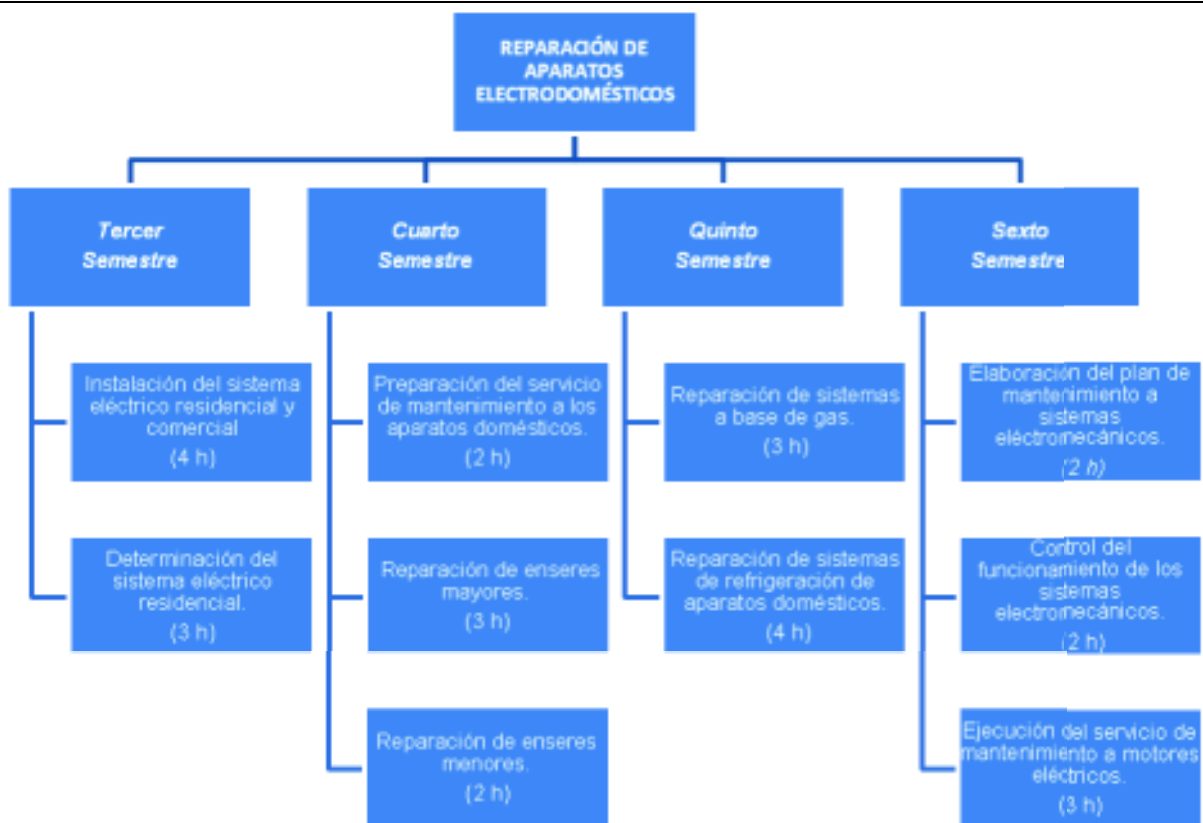 REPARACIÓN DE
APARATOS
ELECTRODOMÉSTICOS
Tercer
Semestre
Instalación del sistema
eléctrico residencial y
comercial
(4 h)
Determinación del
sistema eléctrico
residencial.
(3 h)
Cuarto
Semestre
Preparación del servicio
de mantenimiento a los
aparatos domésticos.
(2 h)
Reparación de enseres
mayores.
(3 h)
Reparación de enseres
menores.
(2 h)
Quinto
Semestre
Reparación de sistemas
a base de gas.
(3 h)
Reparación de sistemas
de refrigeración de
aparatos domésticos.
(4 h)
Sexto
Semestre
Elaboración del plan de
mantenimiento a
sistemas
eléctromecánicos.
(2 h)
Control del
funcionamiento de los
sistemas
electromecánicos.
(2 h)
Ejecución del servicio de
mantenimiento a motores
eléctricos.
(3 h)